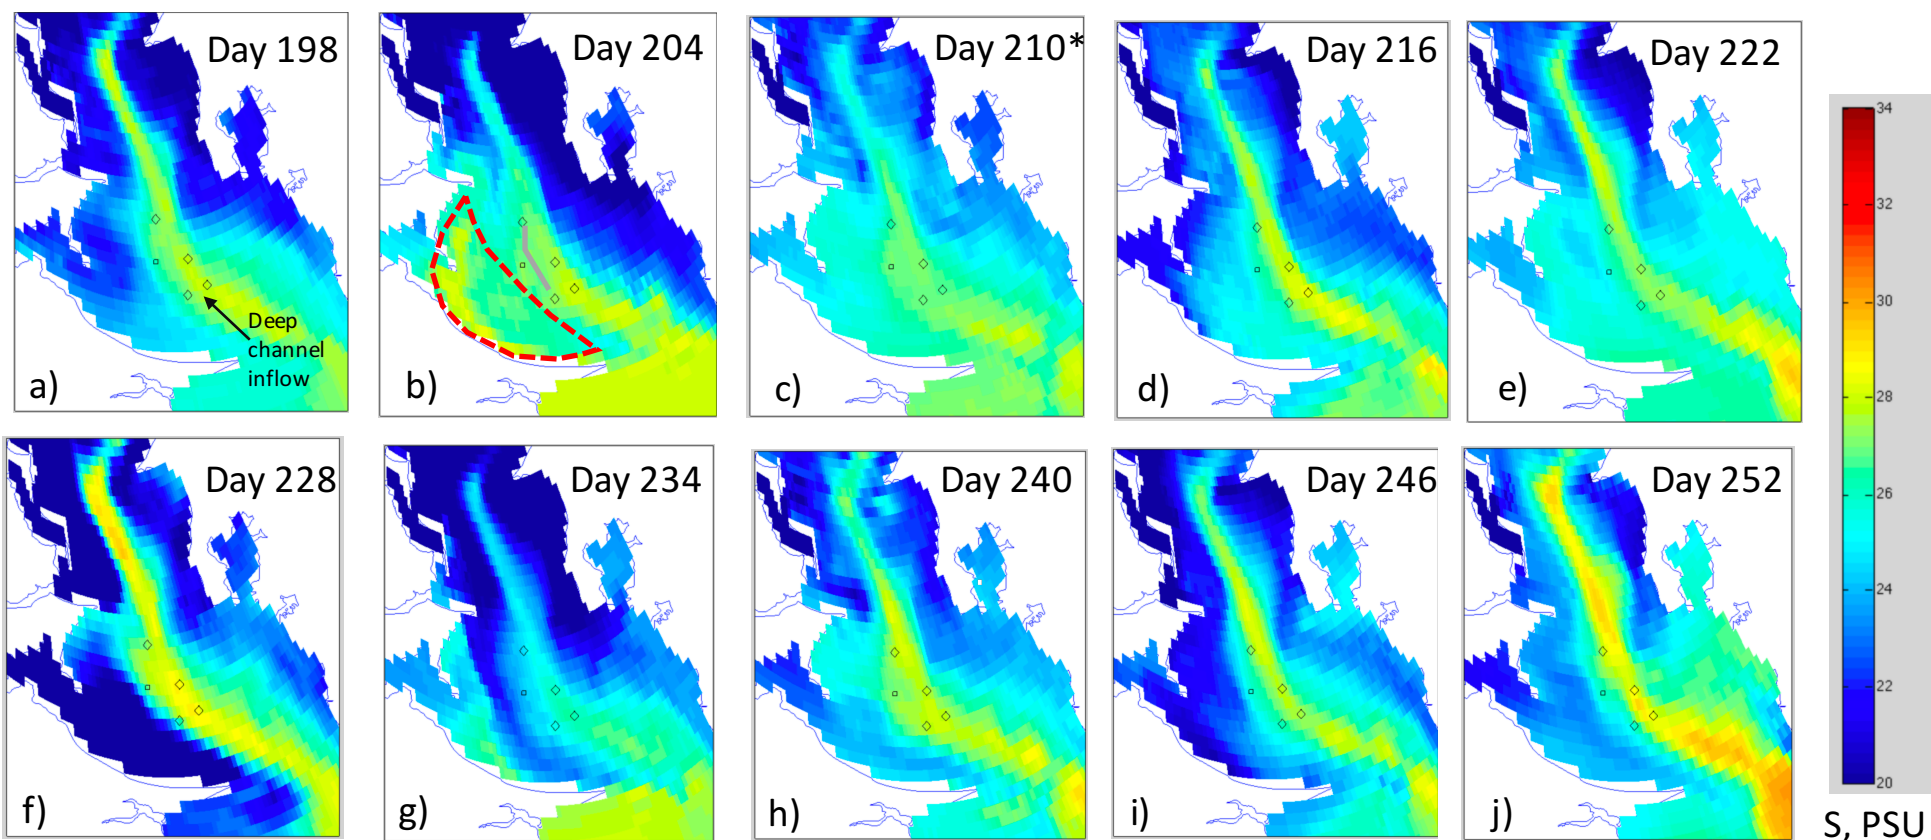 Day 198
Day 204
Day 210*
Day 216
Day 222
Deep
channel
inflow
a)
b)
c)
d)
e)
Day 228
Day 234
Day 240
Day 246
Day 252
f)
g)
h)
i)
j)
34
32
30
28
26
24
22
20
S, PSU